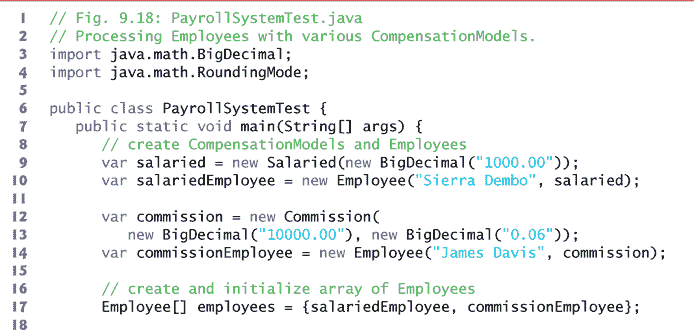 1 // Fig. 9.18: PayrollSystemTest.java
2 // Processing Employees with various CompensationModels.
3 import java.math.BigDecimal;
4 import java.math.RoundingMode;
5
6 public class PayrollSystemTest {
7 public static void main(String[] args) {
8 // create CompensationModels and Employees
9 var salaried = new Salaried(new BigDecimal("1000.00"));
10 var salariedEmployee = new Employee("Sierra Dembo", salaried);
11
12 var commission = new Commission(
13 new BigDecimal("10000.00"), new BigDecimal("0.06"));
14 var commissionEmployee = new Employee("James Davis", commission);
15
16 // create and initialize array of Employees
17 Employee[] employees = {salariedEmployee, commissionEmployee};
18